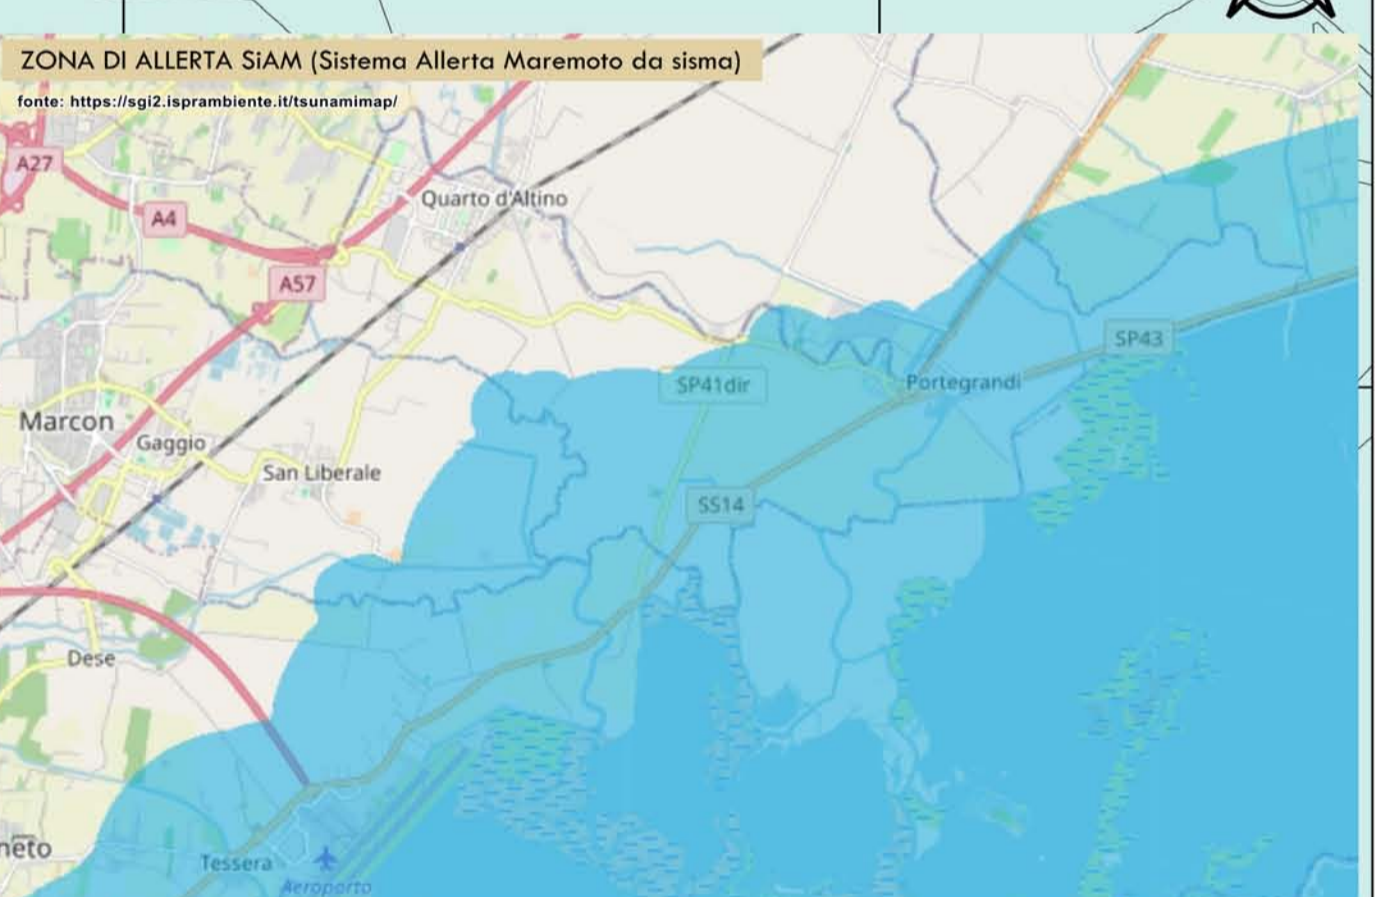 ZONA DI ALLERTA SiAM (Sistema Allerta Maremoto da sisma)
fonte: https://sgi2.isprambiente.it/tsunamimap/
A27
A4
Quarto d'Altino
A57
SP43
SP41dir
Portegrandi
Marcon
Gaggio
San Liberale
SS14
Dese
neto
Tessera
Aeroporto